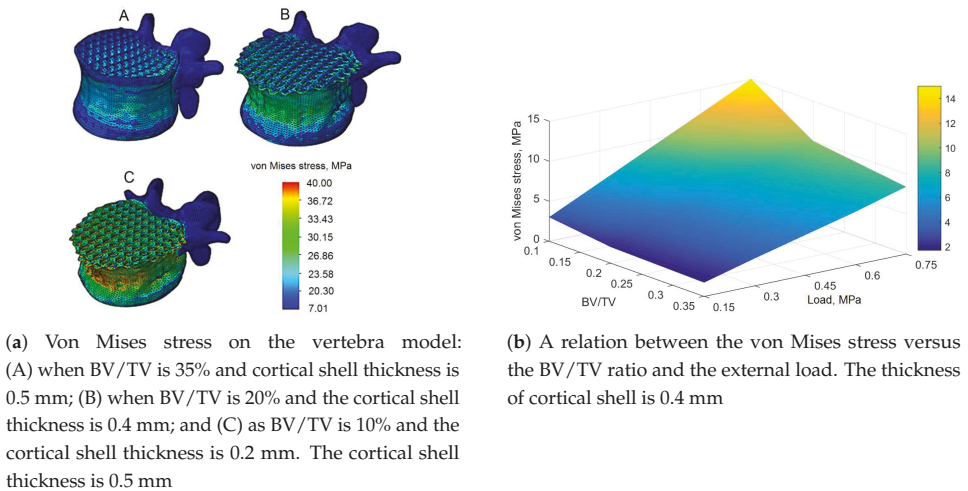 A
B
C
von Mises stress, MPa
40.00
36.72
33.43
30.15
26.86
23.58
20.30
7.01
von Mises stress, MPa
15
10
5
0
0.1
0.15
0.2
0.25
0.3
0.35
BV/TV
0.15
0.3
0.45
0.6
0.75
Load, MPa
14
12
10
8
6
4
2
(a) Von Mises stress on the vertebra model:
(A) when BV/TV is 35% and cortical shell thickness is
0.5 mm; (B) when BV/TV is 20% and the cortical shell
thickness is 0.4 mm; and (C) as BV/TV is 10% and the
cortical shell thickness is 0.2 mm. The cortical shell
thickness is 0.5 mm
(b) A relation between the von Mises stress versus
the BV/TV ratio and the external load. The thickness
of cortical shell is 0.4 mm